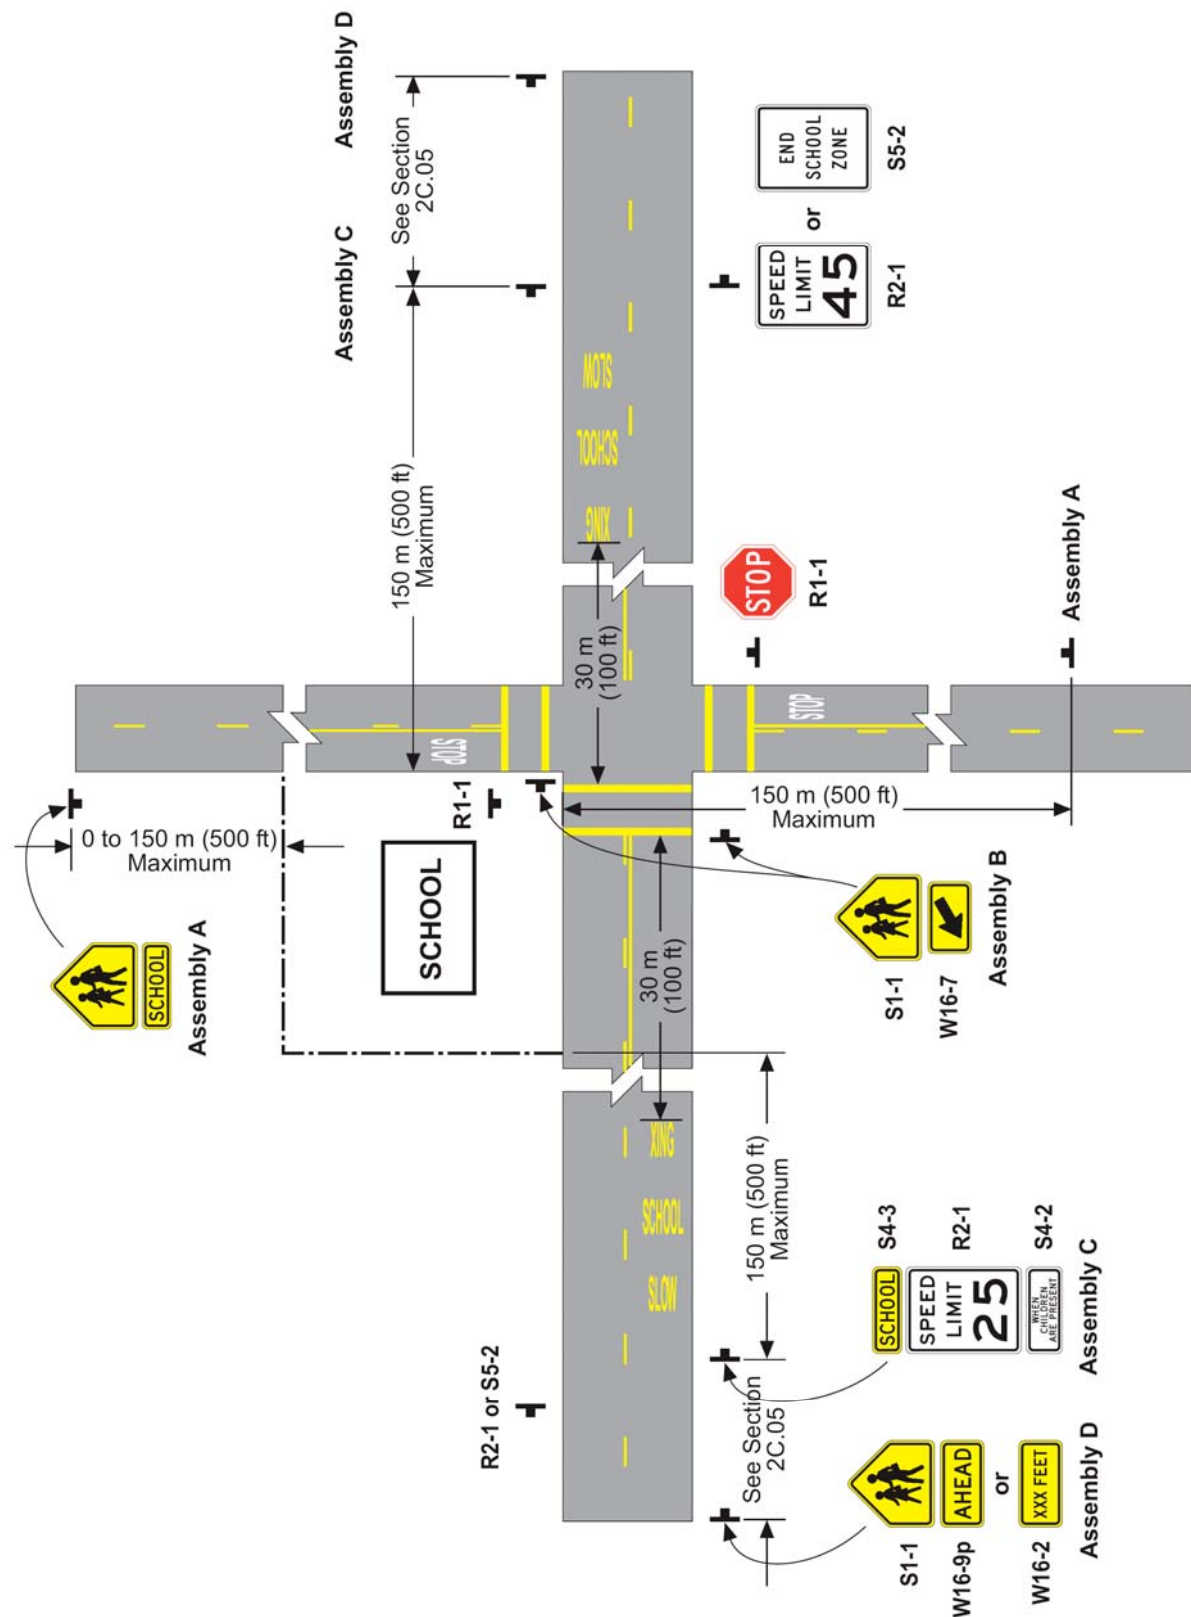 Assembly D
See Section
2C.05
Assembly C
150 m (500 ft)
Maximum
0 to 150 m (500 ft)
Maximum
SCHOOL
Assembly A
SCHOOL
R1-1
STOP
30 m
(100 ft)
XING
SCHOOL
SLOW
SPEED
LIMIT
45
R2-1
or
END
SCHOOL
ZONE
S5-2
STOP
R1-1
STOP
Assembly A
150 m (500 ft)
Maximum
S1-1
W16-7
Assembly B
30 m
(100 ft)
R2-1 or S5-2
SLOW
SCHOOL
XING
150 m (500 ft)
Maximum
See Section
2C.05
SCHOOL
S4-3
SPEED
LIMIT
25
R2-1
WHEN
CHILDREN
ARE PRESENT
S4-2
Assembly C
S1-1
AHEAD
W16-9p
or
XXX FEET
W16-2
Assembly D